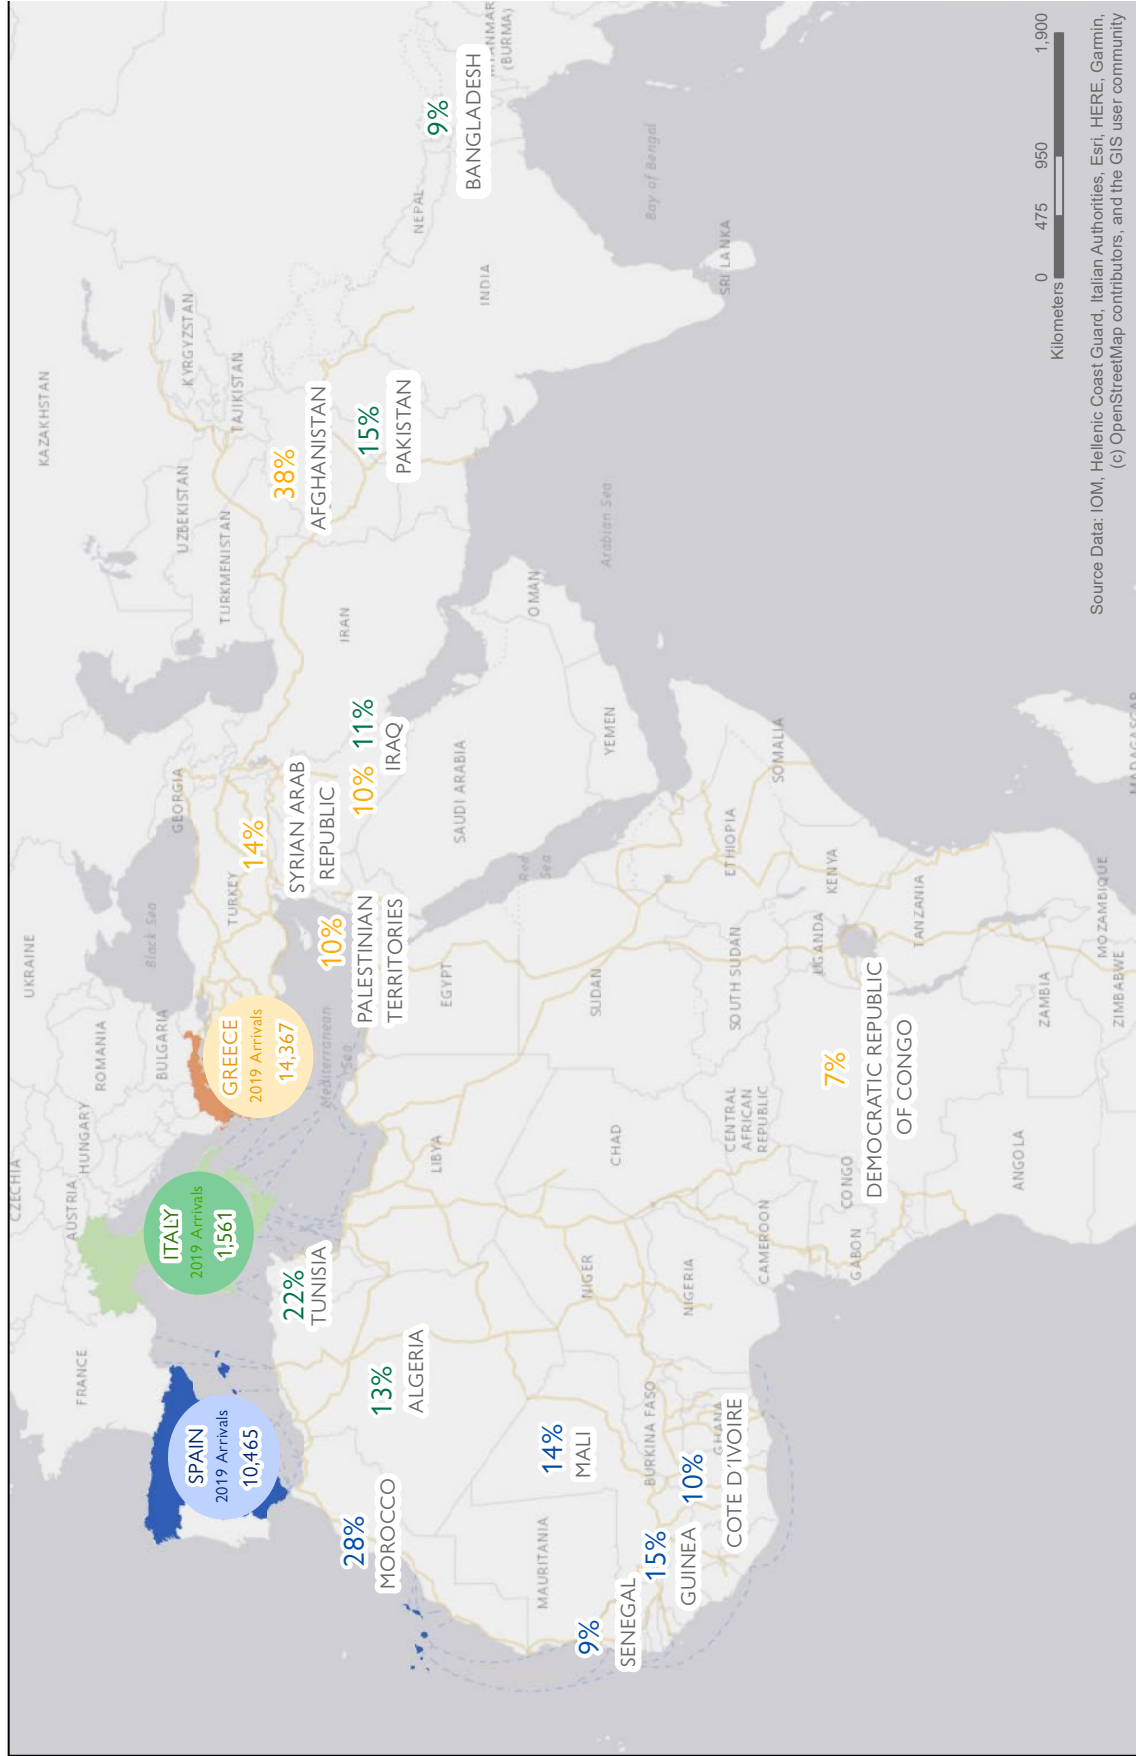 CZECHIA
UKRAINE
KAZAKHSTAN
AUSTRIA
HUNGARY
ROMANIA
FRANCE
BULGARIA
Black Sea
GEORGIA
UZBEKISTAN
KYRGYZSTAN
TURKMENISTAN
TAJIKISTAN
SPAIN
2019 Arrivals
10,465
ITALY
2019 Arrivals
1,561
GREECE
2019 Arrivals
14,367
TURKEY
14%
SYRIAN ARAB
REPUBLIC
38%
AFGHANISTAN
22%
TUNISIA
Mediterranean
Sea
10%
PALESTINIAN
TERRITORIES
10%
11%
IRAQ
IRAN
15%
PAKISTAN
NEPAL
9%
BANGLADESH
(BURMA)
28%
MOROCCO
13%
ALGERIA
LIBYA
EGYPT
SAUDI ARABIA
INDIA
MAURITANIA
14%
MALI
NIGER
CHAD
SUDAN
Red
Sea
OMAN
YEMEN
Arabian Sea
Bay of Bengal
9%
SENEGAL
15%
GUINEA
BURKINA FASO
10%
COTE D'IVOIRE
GHANA
NIGERIA
CAMEROON
CENTRAL
AFRICAN
REPUBLIC
SOUTH SUDAN
ETHIOPIA
SOMALIA
SRI LANKA
GABON
CONGO
7%
DEMOCRATIC REPUBLIC
OF CONGO
UGANDA
KENYA
TANZANIA
ANGOLA
ZAMBIA
MOZAMBIQUE
ZIMBABWE
0 475 950 1,900
Kilometers
Source Data: IOM, Hellenic Coast Guard, Italian Authorities, Esri, HERE, Garmin,
(c) OpenStreetMap contributors, and the GIS user community